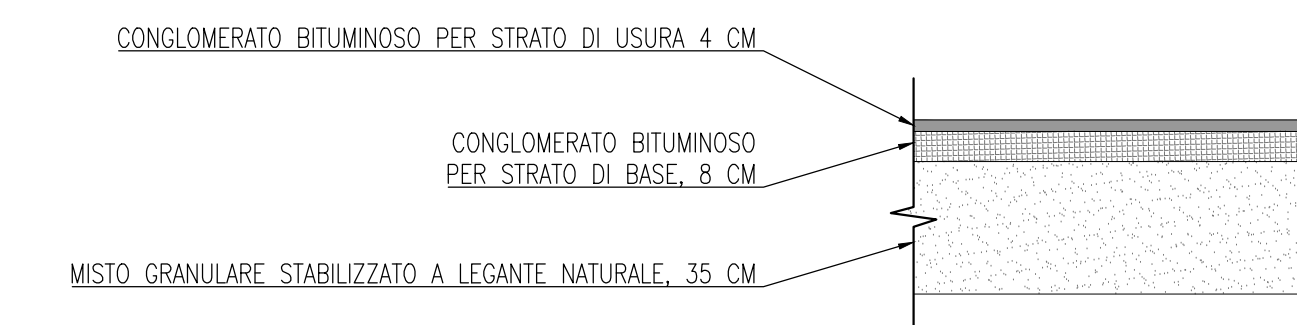 CONGLOMERATO BITUMINOSO PER STRATO DI USURA 4 CM
CONGLOMERATO BITUMINOSO
PER STRATO DI BASE, 8 CM
MISTO GRANULARE STABILIZZATO A LEGANTE NATURALE, 35 CM